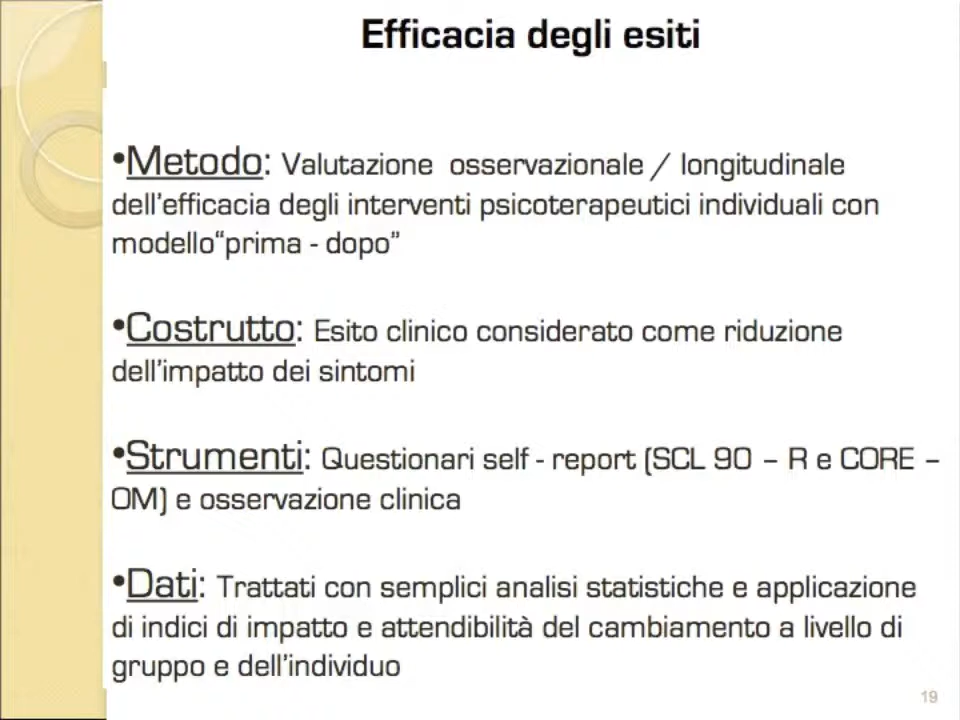 Efficacia degli esiti
•Metodo: Valutazione osservazionale / longitudinale
dell’efficacia degli interventi psicoterapeutici individuali con
modello“prima - dopo”
•Costrutto: Esito clinico considerato come riduzione
dell’impatto dei sintomi
•Strumenti: Questionari self - report (SCL 90 – R e CORE –
OM) e osservazione clinica
•Dati: Trattati con semplici analisi statistiche e applicazione
di indici di impatto e attendibilità del cambiamento a livello di
gruppo e dell’individuo
19